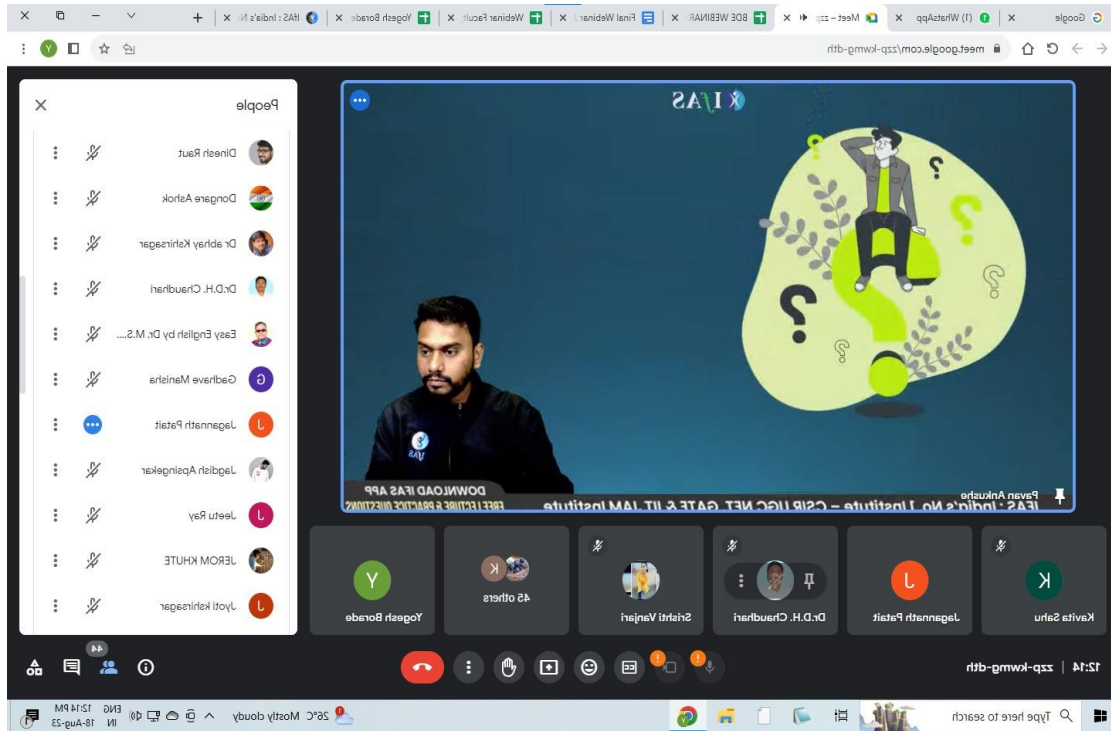 Google
(1) WhatsApp
Meet – zzp
BDE WEBINAR
Final Webinar
Webinar Facult
Yogesh Borade
IfAS : India's N
meet.google.com/zzp-kwmg-dth
IfAS
People
Dinesh Raut
Dongare Ashok
Dr abhay Kshirsagar
Dr.D.H. Chaudhari
Easy English by Dr. M.S....
G
Gadhave Manisha
J
Jagannath Patait
Jagdish Apsingekar
J
Jeetu Ray
JEROM KHUTE
J
Jyoti kshirsagar
IFAS
Pavan Ankushe
DOWNLOAD IFAS APP
IFAS : India's No 1 Institute – CSIR UGC NET, GATE & IIT JAM Institute
FREE LECTURE & PRACTICE QUESTIONS
K
Kavita Sahu
J
Jagannath Patait
Dr.D.H. Chaudhari
Srishti Vanjari
K
45 others
Y
Yogesh Borade
12:14 | zzp-kwmg-dth
44
Type here to search
26°C Mostly cloudy
ENG
IN
12:14 PM
18-Aug-23